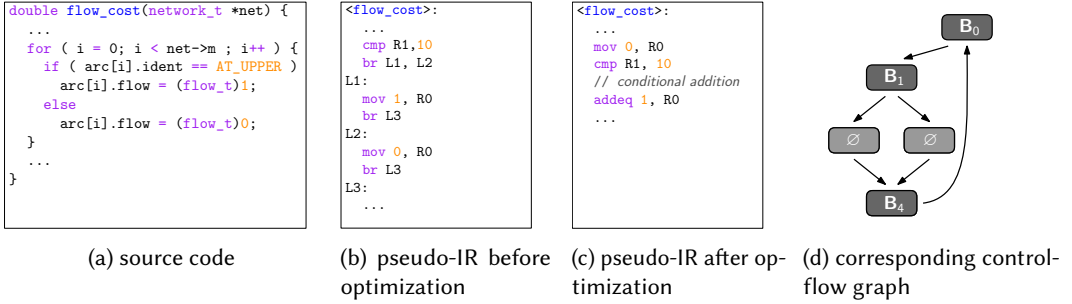 double flow_cost(network_t *net) {
...
for ( i = 0; i < net->m ; i++ ) {
if ( arc[i].ident == AT_UPPER )
arc[i].flow = (flow_t)1;
else
arc[i].flow = (flow_t)0;
}
...
}
(a) source code
<flow_cost>:
...
cmp R1,10
br L1, L2
L1:
mov 1, R0
br L3
L2:
mov 0, R0
br L3
L3:
...
(b) pseudo-IR before
optimization
<flow_cost>:
...
mov 0, R0
cmp R1, 10
// conditional addition
addeq 1, R0
...
(c) pseudo-IR after op-
timization
B0
B1
∅ ∅
B4
(d) corresponding control-
flow graph